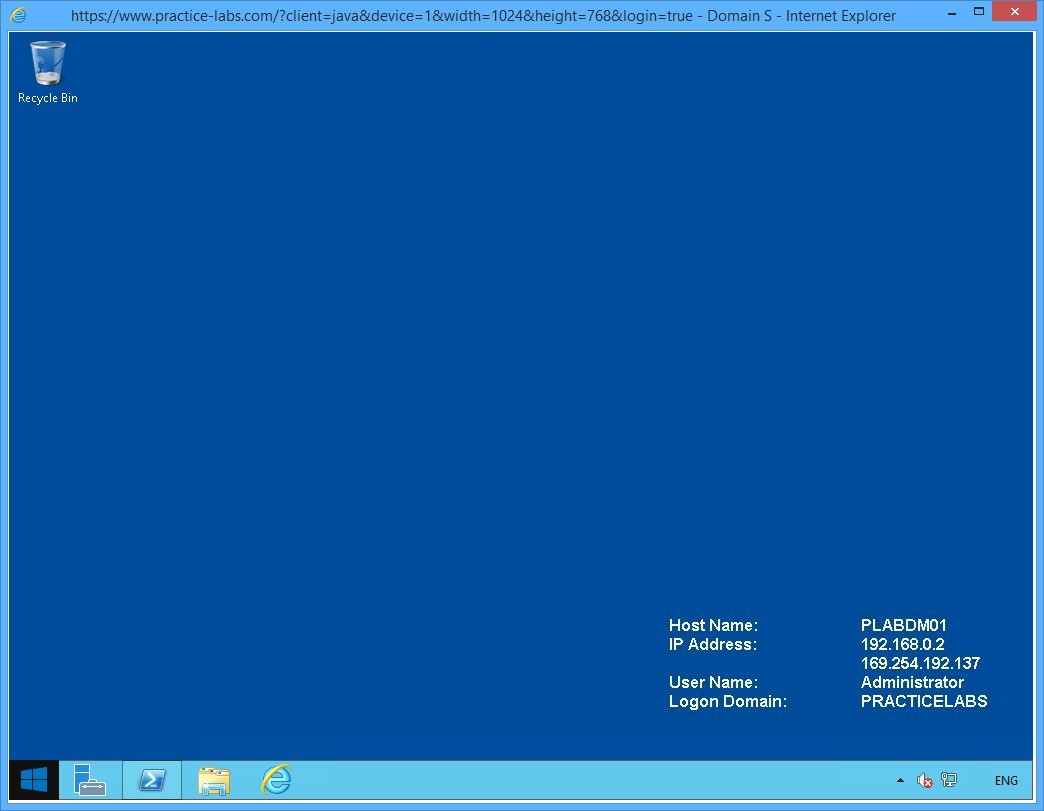 https://www.practice-labs.com/?client=java&device=1&width=1024&height=768&login=true - Domain S - Internet Explorer
Recycle Bin
Host Name: PLABDM01
IP Address: 192.168.0.2
169.254.192.137
User Name: Administrator
Logon Domain: PRACTICELABS
ENG